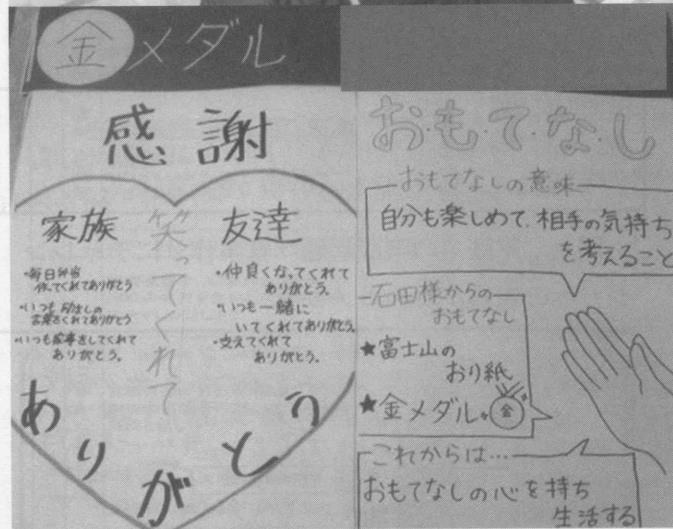 金メダル
感謝
家族
・毎日弁当
作ってくれてありがとう
・いつも励ましの
言葉をくれてありがとう
・いつも家事をしてくれて
ありがとう。
笑ってくれて
友達
・仲良くなってくれて
ありがとう。
・いつも一緒に
いてくれてありがとう。
・支えてくれて
ありがとう。
ありがとう
お・も・て・な・し
おもてなしの意味
自分も楽しめて、相手の気持ち
を考えること
石田様からの
おもてなし
★富士山の
おり紙
★金メダル
金
これからは…
おもてなしの心を持ち
生活する